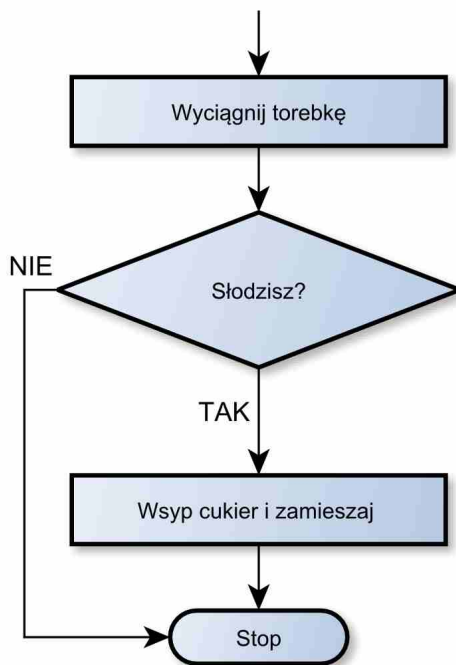 Wyciągnij torebkę
NIE
Słodzisz?
TAK
Wsyp cukier i zamieszaj
Stop